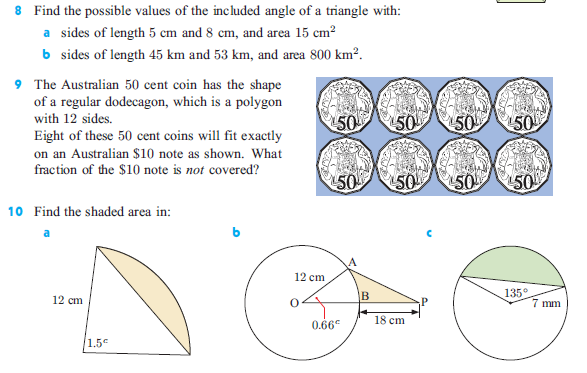 8 Find the possible values of the included angle of a triangle with:
a sides of length 5 cm and 8 cm, and area 15 cm²
b sides of length 45 km and 53 km, and area 800 km².
9 The Australian 50 cent coin has the shape
of a regular dodecagon, which is a polygon
with 12 sides.
Eight of these 50 cent coins will fit exactly
on an Australian $10 note as shown. What
fraction of the $10 note is not covered?
50 50 50 50
50 50 50 50
10 Find the shaded area in:
a
12 cm
1.5ᶜ
b
A
12 cm
O
B
P
0.66ᶜ
18 cm
c
135°
7 mm